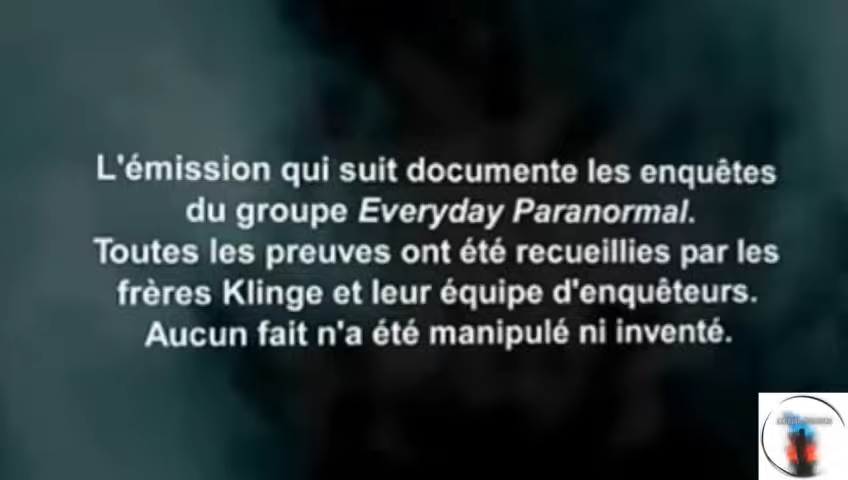 L'émission qui suit documente les enquêtes
du groupe Everyday Paranormal.
Toutes les preuves ont été recueillies par les
frères Klinge et leur équipe d'enquêteurs.
Aucun fait n'a été manipulé ni inventé.